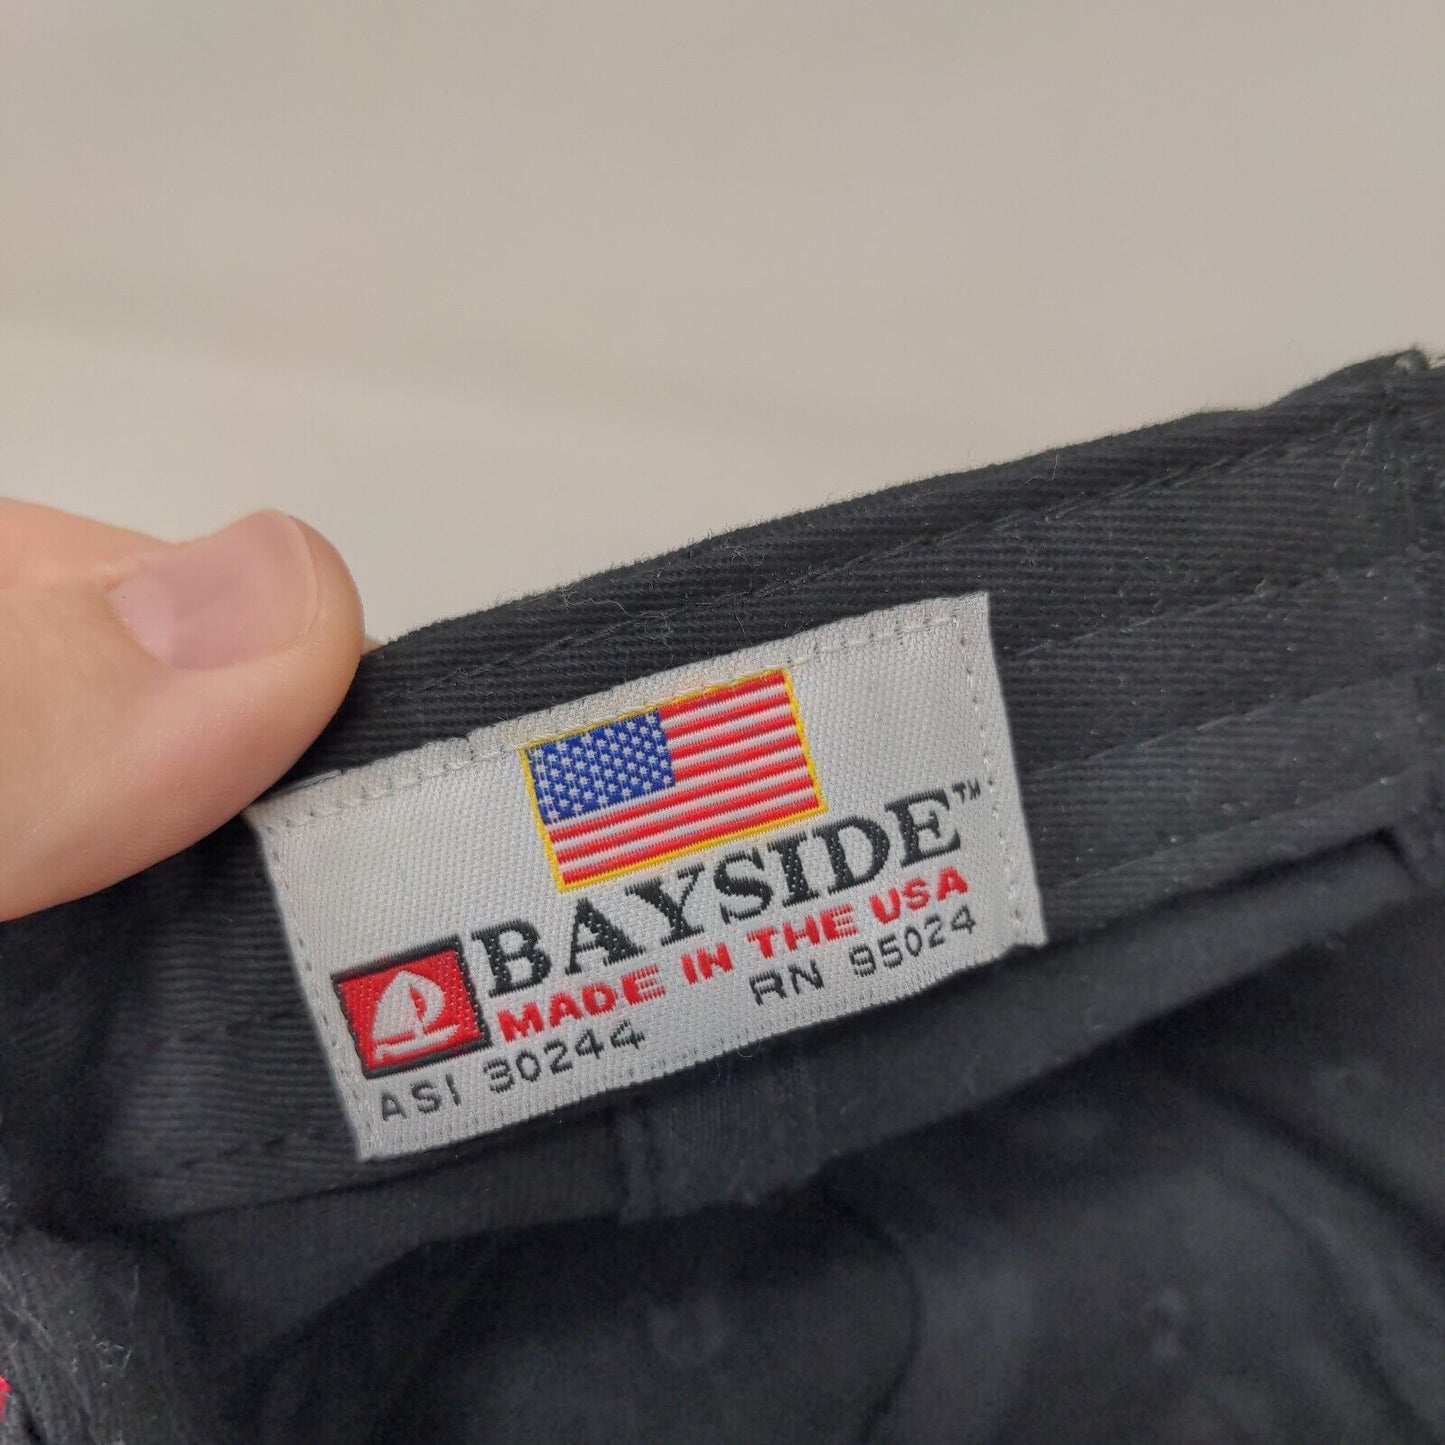 BAYSIDE™
MADE IN THE USA
ASI 30244 RN 95024